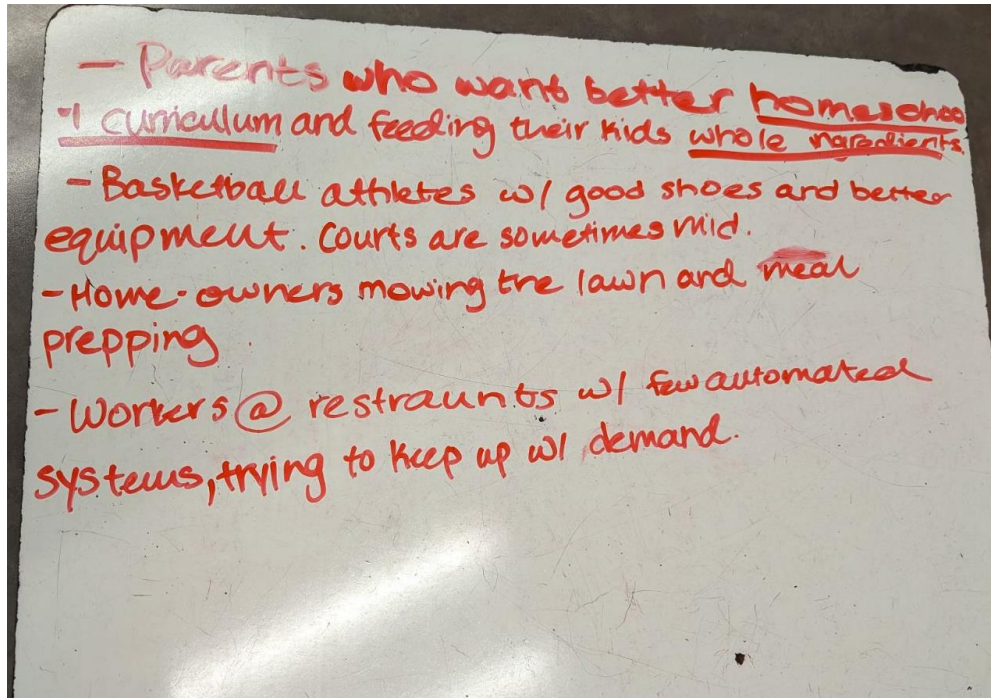 - Parents who want better homeschoo
-l curriculum and feeding their kids whole ingredients.
- Basketball athletes w/ good shoes and better
equipment. Courts are sometimes mid.
- Home-owners mowing the lawn and meal
prepping.
- Workers @ restraunts w/ few automated
systems, trying to keep up w/ demand.